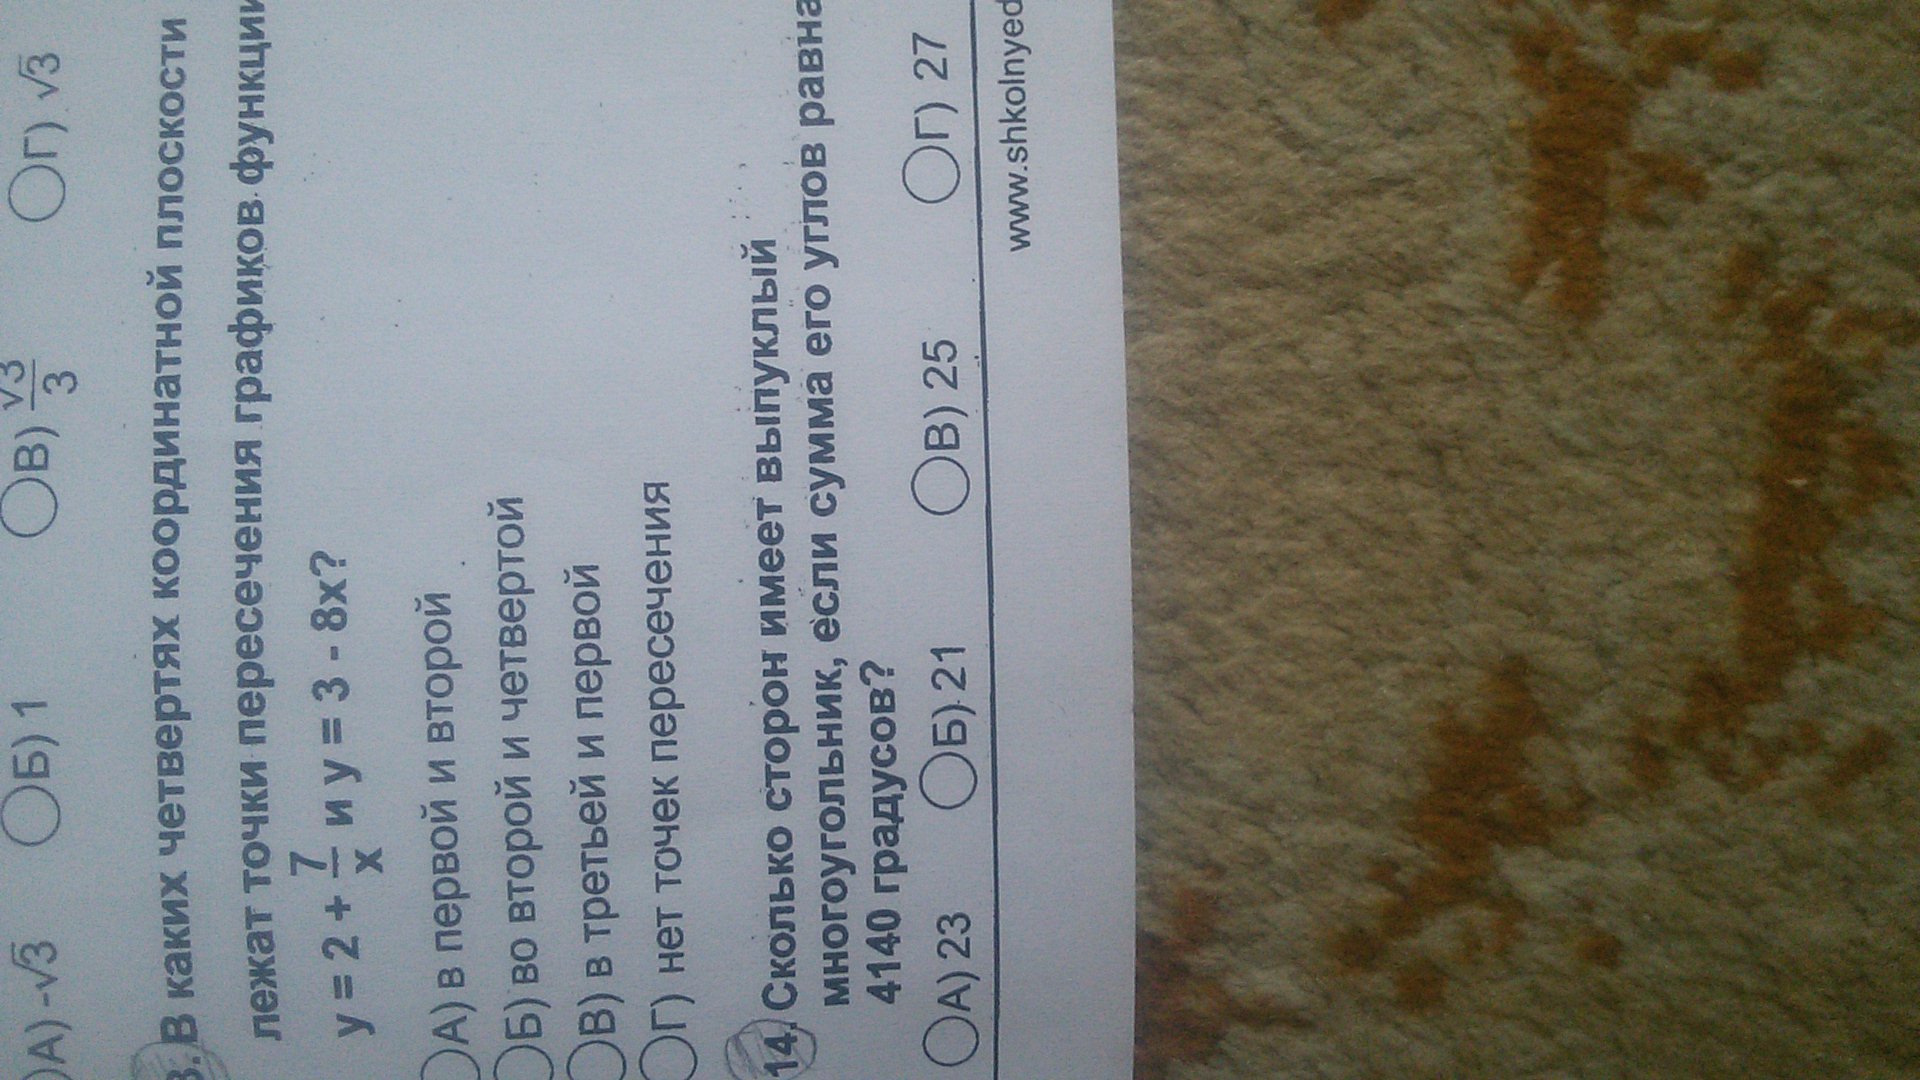 А) -√3 Б) 1 В) √3/3 Г) √3
3. В каких четвертях координатной плоскости
лежат точки пересечения графиков функции
y = 2 + 7/x и y = 3 - 8x?
А) в первой и второй
Б) во второй и четвертой
В) в третьей и первой
Г) нет точек пересечения
14. Сколько сторон имеет выпуклый
многоугольник, если сумма его углов равна
4140 градусов?
А) 23 Б) 21 В) 25 Г) 27
www.shkolnyed